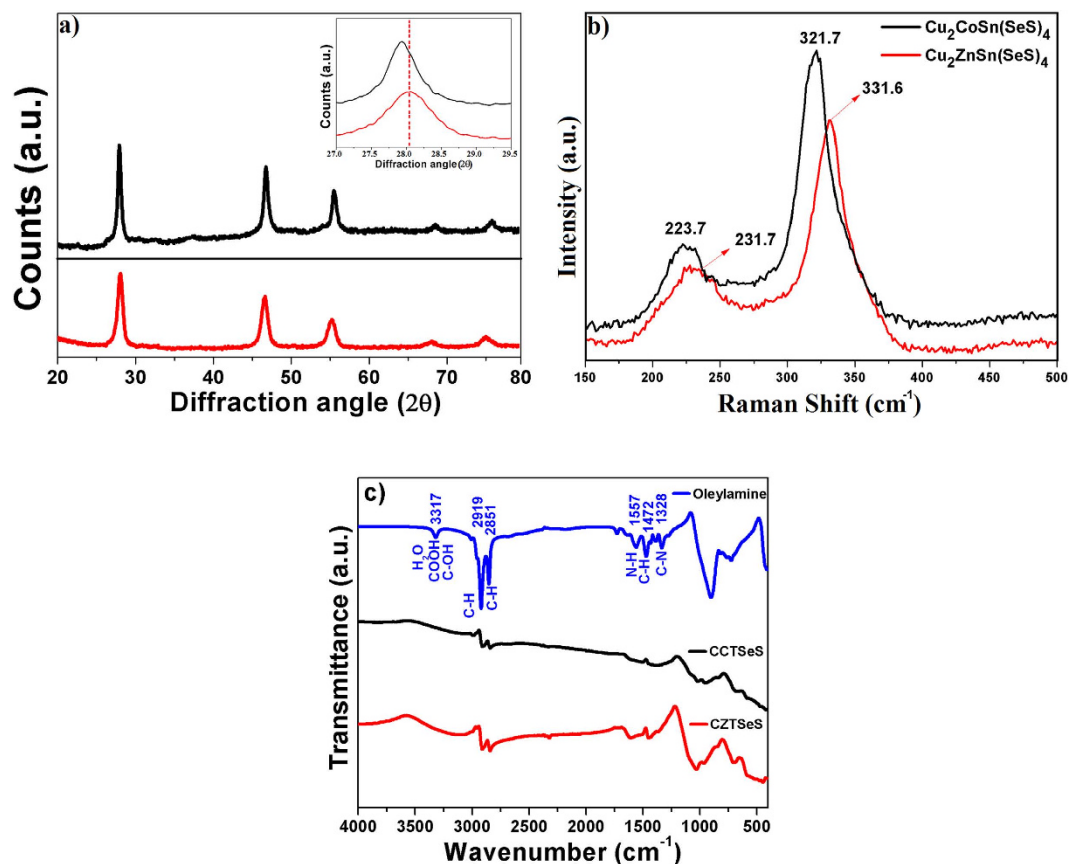 a)
Counts (a.u.)
20 30 40 50 60 70 80
Diffraction angle (2θ)
Counts (a.u.)
27.0 27.5 28.0 28.5 29.0 29.5
Diffraction angle(2θ)
b)
Cu2CoSn(SeS)4
Cu2ZnSn(SeS)4
321.7
331.6
223.7
231.7
Intensity (a.u.)
150 200 250 300 350 400 450 500
Raman Shift (cm-1)
c)
Oleylamine
3317
2919
2851
1557
1472
1328
H2O
COOH
C-OH
C-H
C-H
N-H
C-H
C-N
CCTSeS
CZTSeS
Transmittance (a.u.)
4000 3500 3000 2500 2000 1500 1000 500
Wavenumber (cm-1)